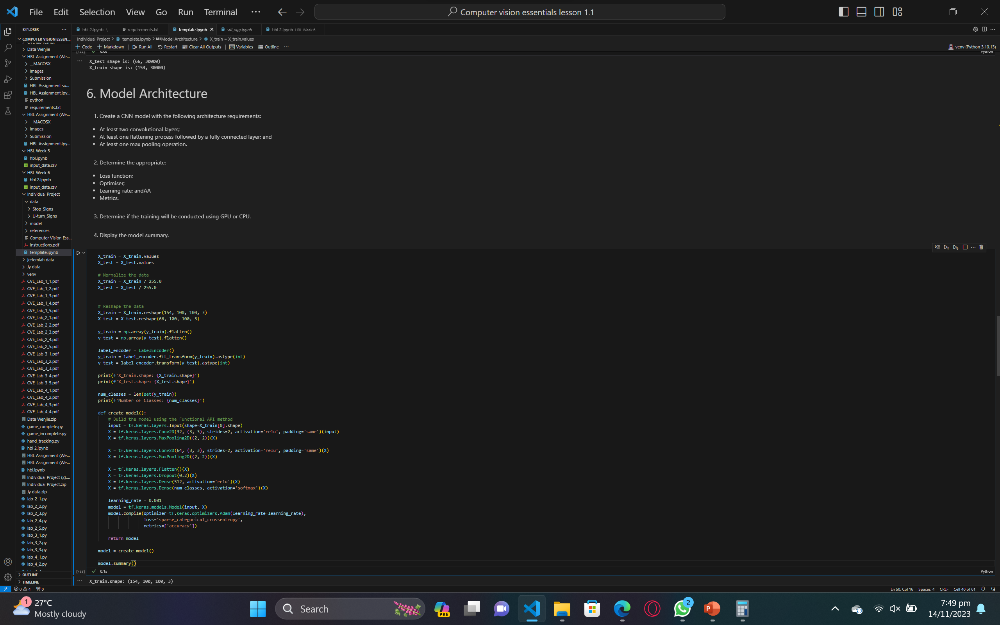 File Edit Selection View Go Run Terminal ··· Computer vision essentials lesson 1.1
EXPLORER ···
hbl 2.ipynb .\ requirements.txt template.ipynb sdl_vgg.ipynb hbl 2.ipynb HBL Week 6
COMPUTER VISION ESSEN...
Individual Project > template.ipynb > M↓Model Architecture > X_train = X_train.values
+ Code + Markdown Run All Restart Clear All Outputs Variables Outline ···
venv (Python 3.10.13)
CVE lab resnet
Data Wenjie
HBL Assignment (We...
__MACOSX
Images
Submission
HBL Assignment su...
HBL Assignment.ipy...
python
requirements.txt
HBL Assignment (We...
__MACOSX
Images
Submission
HBL Assignment.ipy...
HBL Week 5
hbl.ipynb
input_data.csv
HBL Week 6
hbl 2.ipynb
input_data.csv
Individual Project
data
Stop_Signs
U-turn_Signs
model
references
Computer Vision Ess...
Instructions.pdf
template.ipynb
jeriemiah data
Jy data
venv
CVE_Lab_1_1.pdf
CVE_Lab_1_2.pdf
CVE_Lab_1_3.pdf
CVE_Lab_1_4.pdf
CVE_Lab_1_5.pdf
CVE_Lab_2_1.pdf
CVE_Lab_2_2.pdf
CVE_Lab_2_3.pdf
CVE_Lab_2_4.pdf
CVE_Lab_2_5.pdf
CVE_Lab_3_1.pdf
CVE_Lab_3_2.pdf
CVE_Lab_3_3.pdf
CVE_Lab_3_4.pdf
CVE_Lab_3_5.pdf
CVE_Lab_4_1.pdf
CVE_Lab_4_2.pdf
CVE_Lab_4_3.pdf
CVE_Lab_4_4.pdf
Data Wenjie.zip
game_complete.py
game_incomplete.py
hand_tracking.py
hbl 2.ipynb
HBL Assignment (We...
HBL Assignment (We...
hbl.ipynb
Individual Project (2)....
Individual Project.zip
Jy data.zip
lab_2_1.py
lab_2_2.py
lab_2_3.py
lab_2_4.py
lab_2_5.py
lab_3_1.py
lab_3_2.py
lab_3_3.py
lab_4_1.py
lab_4_2.py
OUTLINE
TIMELINE
[432] 0.0s Python
X_test shape is: (66, 30000)
X_train shape is: (154, 30000)
6. Model Architecture
1. Create a CNN model with the following architecture requirements:
• At least two convolutional layers;
• At least one flattening process followed by a fully connected layer; and
• At least one max pooling operation.
2. Determine the appropriate:
• Loss function;
• Optimiser;
• Learning rate; andAA
• Metrics.
3. Determine if the training will be conducted using GPU or CPU.
4. Display the model summary.
X_train = X_train.values
X_test = X_test.values
# Normalize the data
X_train = X_train / 255.0
X_test = X_test / 255.0
# Reshape the data
X_train = X_train.reshape(154, 100, 100, 3)
X_test = X_test.reshape(66, 100, 100, 3)
y_train = np.array(y_train).flatten()
y_test = np.array(y_test).flatten()
label_encoder = LabelEncoder()
y_train = label_encoder.fit_transform(y_train).astype(int)
y_test = label_encoder.transform(y_test).astype(int)
print(f'X_train.shape: {X_train.shape}')
print(f'X_test.shape: {X_test.shape}')
num_classes = len(set(y_train))
print(f'Number of Classes: {num_classes}')
def create_model():
# Build the model using the Functional API method
input = tf.keras.layers.Input(shape=X_train[0].shape)
X = tf.keras.layers.Conv2D(32, (3, 3), strides=2, activation='relu', padding='same')(input)
X = tf.keras.layers.MaxPooling2D((2, 2))(X)
X = tf.keras.layers.Conv2D(64, (3, 3), strides=2, activation='relu', padding='same')(X)
X = tf.keras.layers.MaxPooling2D((2, 2))(X)
X = tf.keras.layers.Flatten()(X)
X = tf.keras.layers.Dropout(0.2)(X)
X = tf.keras.layers.Dense(512, activation='relu')(X)
X = tf.keras.layers.Dense(num_classes, activation='softmax')(X)
learning_rate = 0.001
model = tf.keras.models.Model(input, X)
model.compile(optimizer=tf.keras.optimizers.Adam(learning_rate=learning_rate),
loss='sparse_categorical_crossentropy',
metrics=['accuracy'])
return model
model = create_model()
model.summary()
[433] 0.1s Python
X_train.shape: (154, 100, 100, 3)
0 4 0 Ln 50, Col 16 Spaces: 4 CRLF Cell 40 of 61
1 27°C
Mostly cloudy
Search
PRE
2
7:49 pm
14/11/2023